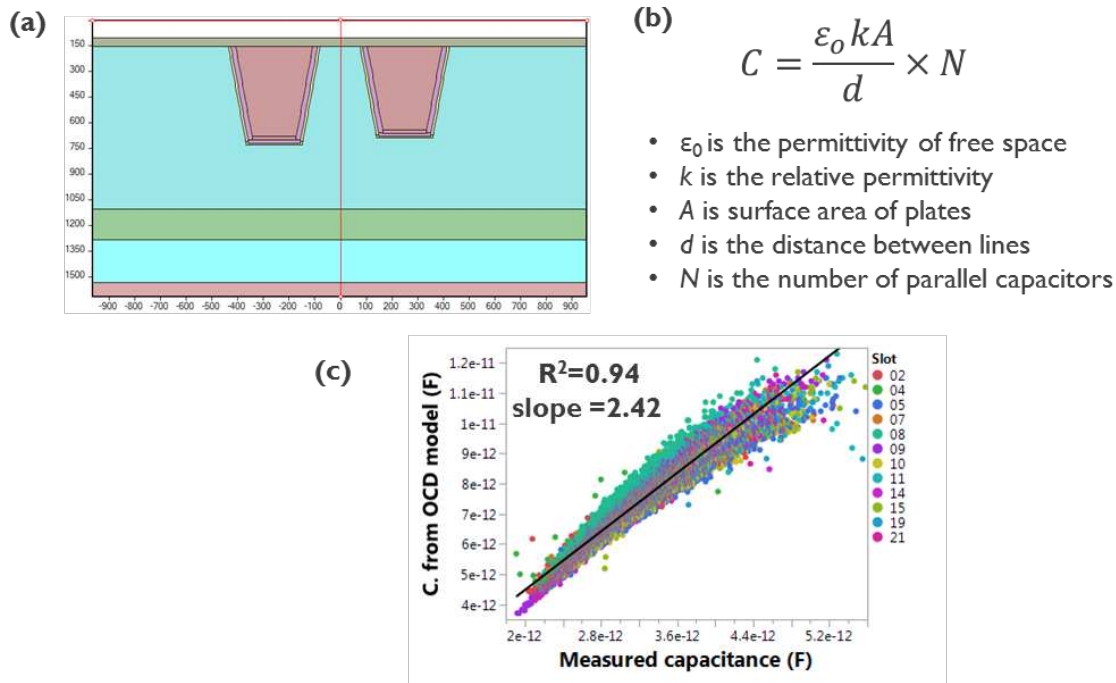 (a)
150
300
450
600
750
900
1050
1200
1350
1500
-900 -800 -700 -600 -500 -400 -300 -200 -100 0 100 200 300 400 500 600 700 800 900
(b)
C = ε₀kA/d × N
• ε₀ is the permittivity of free space
• k is the relative permittivity
• A is surface area of plates
• d is the distance between lines
• N is the number of parallel capacitors
(c)
R²=0.94
slope =2.42
C. from OCD model (F)
1.2e-11
1.1e-11
1e-11
9e-12
8e-12
7e-12
6e-12
5e-12
4e-12
2e-12 2.8e-12 3.6e-12 4.4e-12 5.2e-12
Measured capacitance (F)
Slot
02
04
05
07
08
09
10
11
14
15
19
21